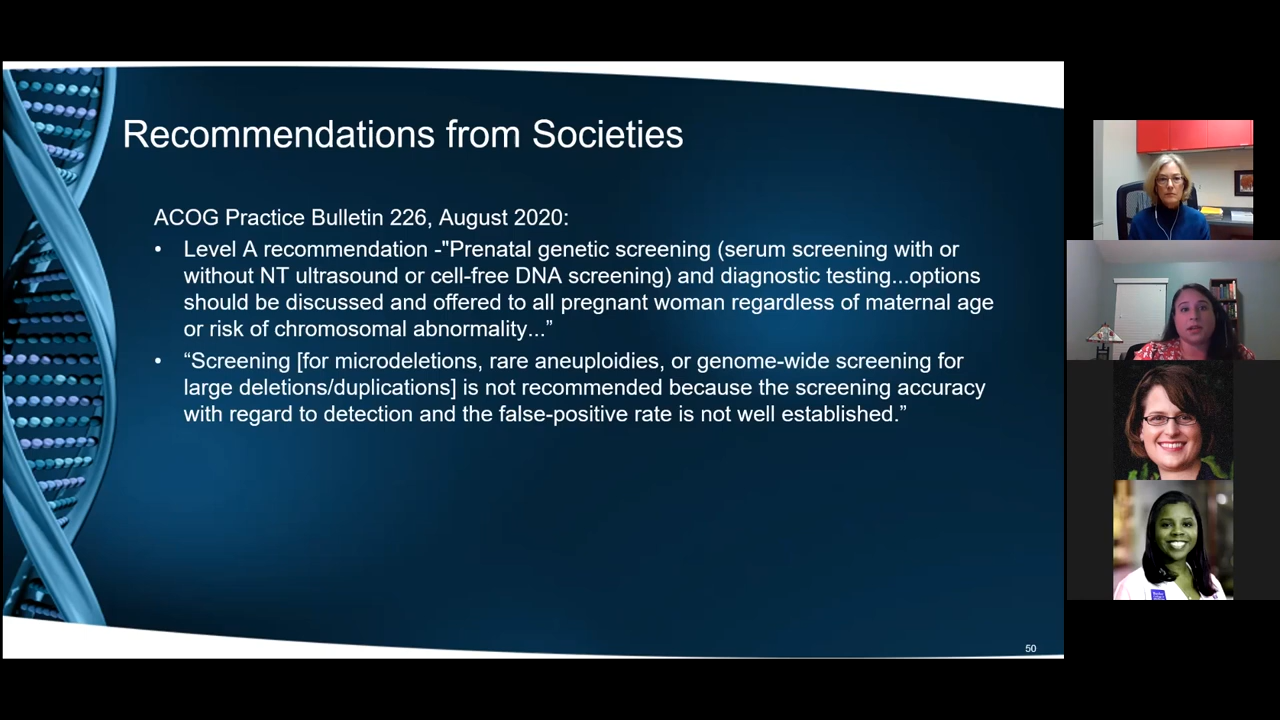 Recommendations from Societies
ACOG Practice Bulletin 226, August 2020:
• Level A recommendation -"Prenatal genetic screening (serum screening with or
without NT ultrasound or cell-free DNA screening) and diagnostic testing...options
should be discussed and offered to all pregnant woman regardless of maternal age
or risk of chromosomal abnormality...”
• “Screening [for microdeletions, rare aneuploidies, or genome-wide screening for
large deletions/duplications] is not recommended because the screening accuracy
with regard to detection and the false-positive rate is not well established.”
50